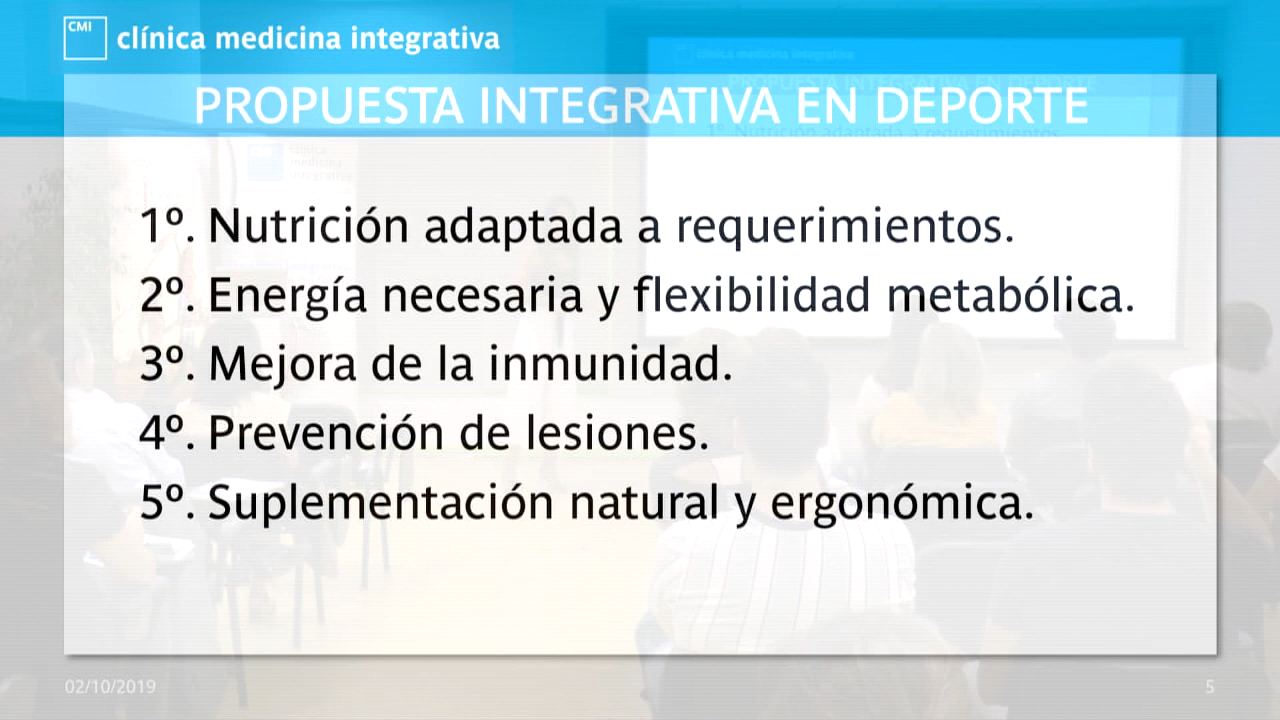 CMI
clínica medicina integrativa
PROPUESTA INTEGRATIVA EN DEPORTE
1º. Nutrición adaptada a requerimientos.
2º. Energía necesaria y flexibilidad metabólica.
3º. Mejora de la inmunidad.
4º. Prevención de lesiones.
5º. Suplementación natural y ergonómica.
02/10/2019
5